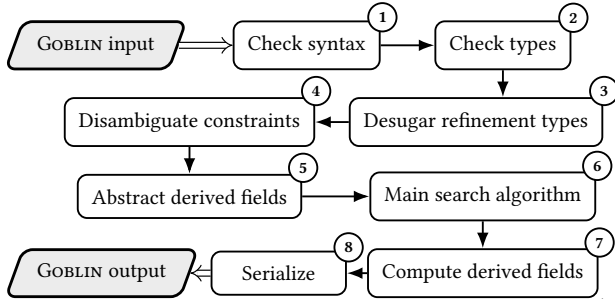 GOBLIN input
Check syntax
1
Check types
2
Desugar refinement types
3
Disambiguate constraints
4
Abstract derived fields
5
Main search algorithm
6
Compute derived fields
7
Serialize
8
GOBLIN output